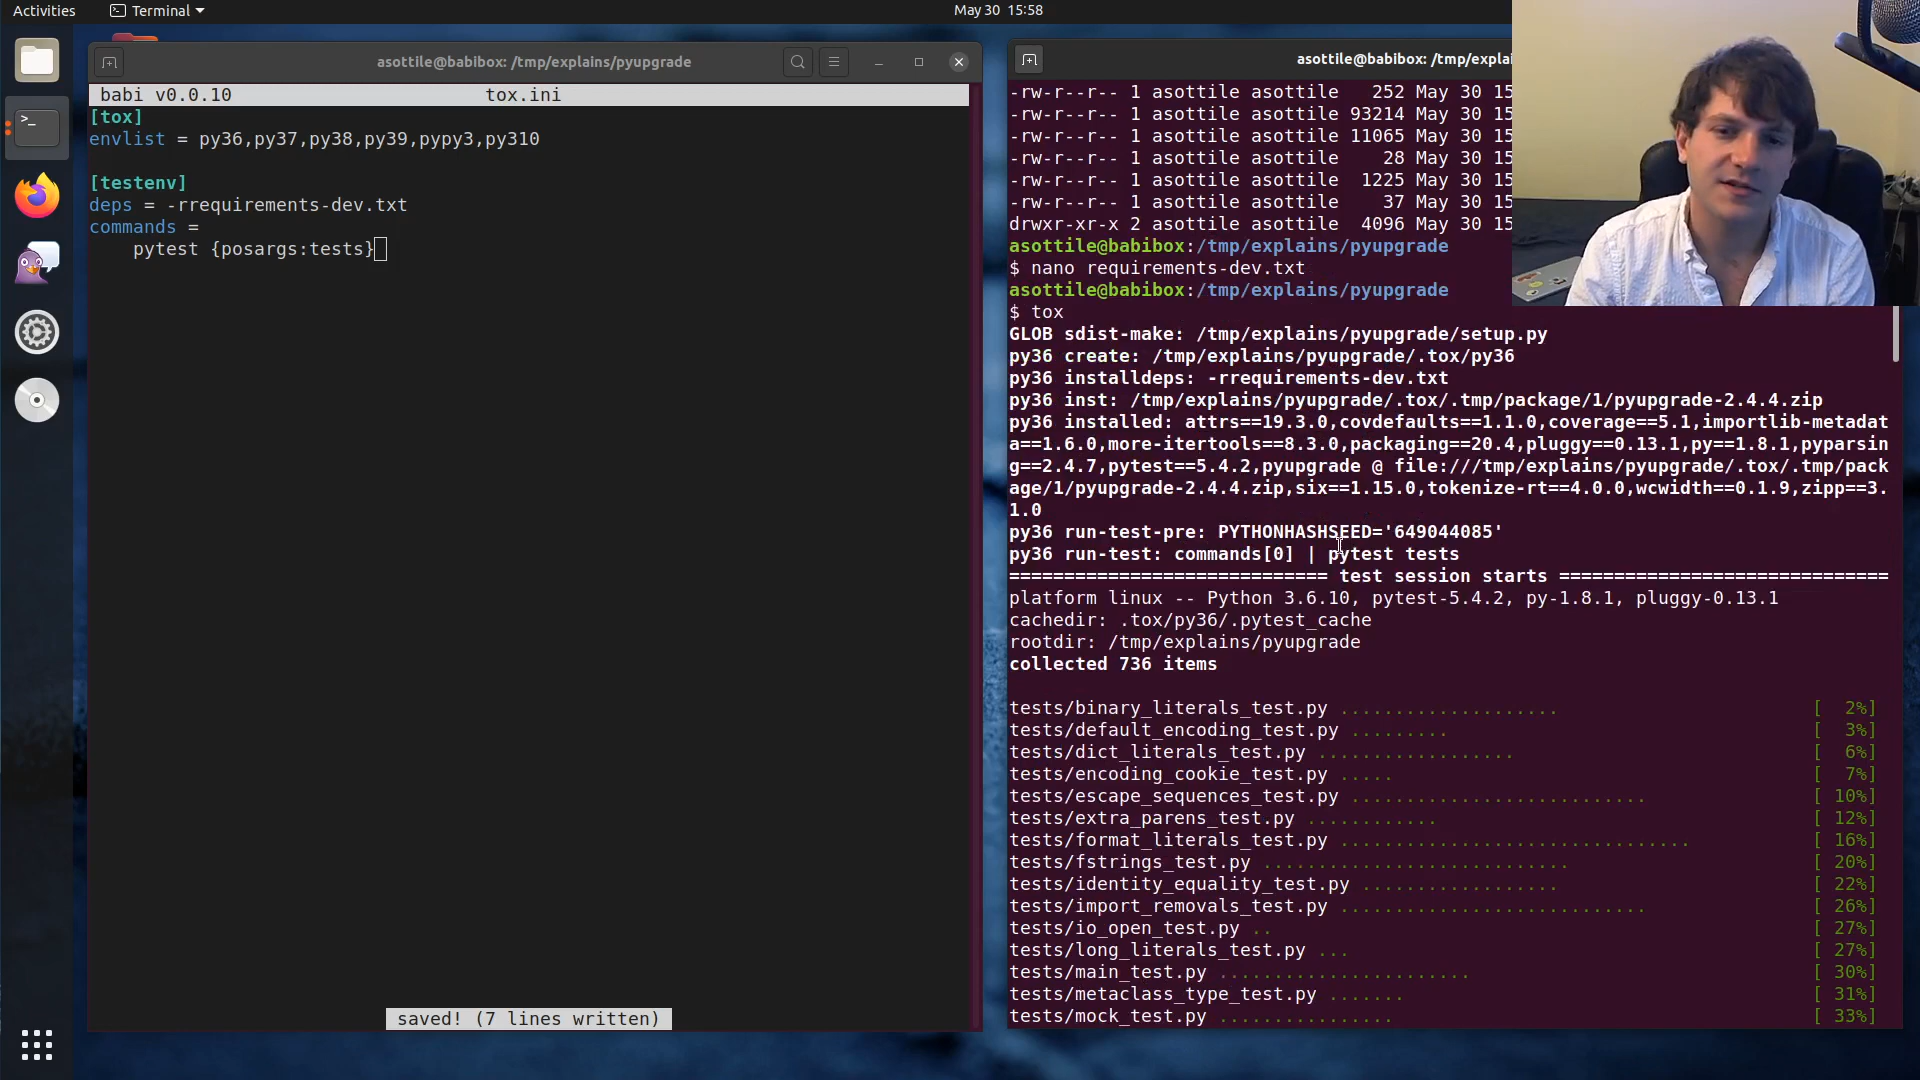 Activities
Terminal
May 30 15:58
asottile@babibox: /tmp/explains/pyupgrade
babi v0.0.10 tox.ini
[tox]
envlist = py36,py37,py38,py39,pypy3,py310
[testenv]
deps = -rrequirements-dev.txt
commands =
pytest {posargs:tests}
saved! (7 lines written)
asottile@babibox: /tmp/explai
-rw-r--r-- 1 asottile asottile 252 May 30 15
-rw-r--r-- 1 asottile asottile 93214 May 30 15
-rw-r--r-- 1 asottile asottile 11065 May 30 15
-rw-r--r-- 1 asottile asottile 28 May 30 15
-rw-r--r-- 1 asottile asottile 1225 May 30 15
-rw-r--r-- 1 asottile asottile 37 May 30 15
drwxr-xr-x 2 asottile asottile 4096 May 30 15
asottile@babibox:/tmp/explains/pyupgrade
$ nano requirements-dev.txt
asottile@babibox:/tmp/explains/pyupgrade
$ tox
GLOB sdist-make: /tmp/explains/pyupgrade/setup.py
py36 create: /tmp/explains/pyupgrade/.tox/py36
py36 installdeps: -rrequirements-dev.txt
py36 inst: /tmp/explains/pyupgrade/.tox/.tmp/package/1/pyupgrade-2.4.4.zip
py36 installed: attrs==19.3.0,covdefaults==1.1.0,coverage==5.1,importlib-metadat
a==1.6.0,more-itertools==8.3.0,packaging==20.4,pluggy==0.13.1,py==1.8.1,pyparsin
g==2.4.7,pytest==5.4.2,pyupgrade @ file:///tmp/explains/pyupgrade/.tox/.tmp/pack
age/1/pyupgrade-2.4.4.zip,six==1.15.0,tokenize-rt==4.0.0,wcwidth==0.1.9,zipp==3.
1.0
py36 run-test-pre: PYTHONHASHSEED='649044085'
py36 run-test: commands[0] | pytest tests
============================= test session starts ==============================
platform linux -- Python 3.6.10, pytest-5.4.2, py-1.8.1, pluggy-0.13.1
cachedir: .tox/py36/.pytest_cache
rootdir: /tmp/explains/pyupgrade
collected 736 items
tests/binary_literals_test.py .................... [ 2%]
tests/default_encoding_test.py ......... [ 3%]
tests/dict_literals_test.py .................. [ 6%]
tests/encoding_cookie_test.py ..... [ 7%]
tests/escape_sequences_test.py ........................... [ 10%]
tests/extra_parens_test.py ............ [ 12%]
tests/format_literals_test.py ................................ [ 16%]
tests/fstrings_test.py ............................ [ 20%]
tests/identity_equality_test.py .................. [ 22%]
tests/import_removals_test.py ............................ [ 26%]
tests/io_open_test.py .. [ 27%]
tests/long_literals_test.py ... [ 27%]
tests/main_test.py ....................... [ 30%]
tests/metaclass_type_test.py ....... [ 31%]
tests/mock_test.py ................ [ 33%]